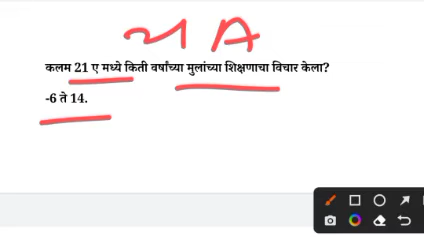 21 A
कलम 21 ए मध्ये किती वर्षांच्या मुलांच्या शिक्षणाचा विचार केला?
-6 ते 14.